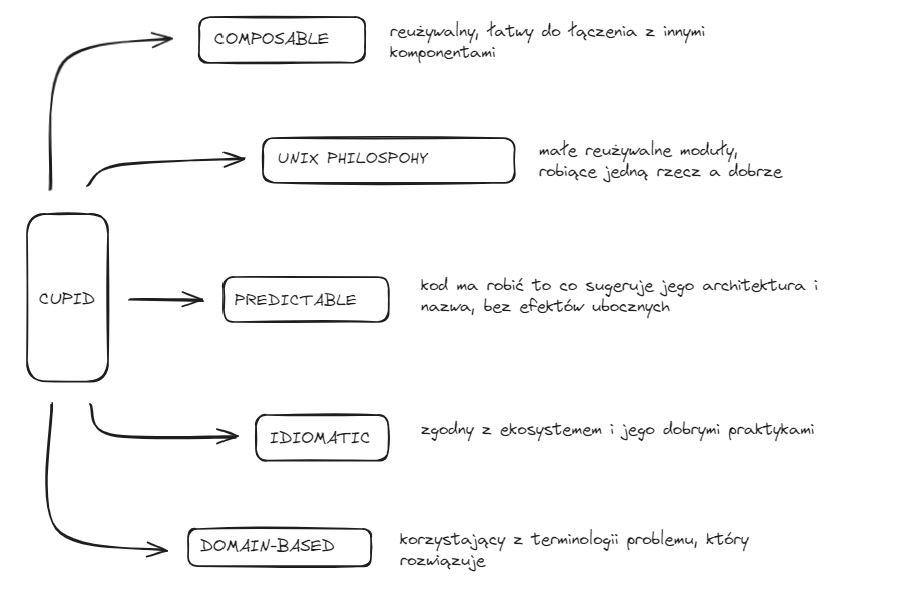 COMPOSABLE
reużywalny, łatwy do łączenia z innymi
komponentami
UNIX PHILOSPOHY
małe reużywalne moduły,
robiące jedną rzecz a dobrze
CUPID
PREDICTABLE
kod ma robić to co sugeruje jego architektura i
nazwa, bez efektów ubocznych
IDIOMATIC
zgodny z ekosystemem i jego dobrymi praktykami
DOMAIN-BASED
korzystający z terminologii problemu, który
rozwiązuje